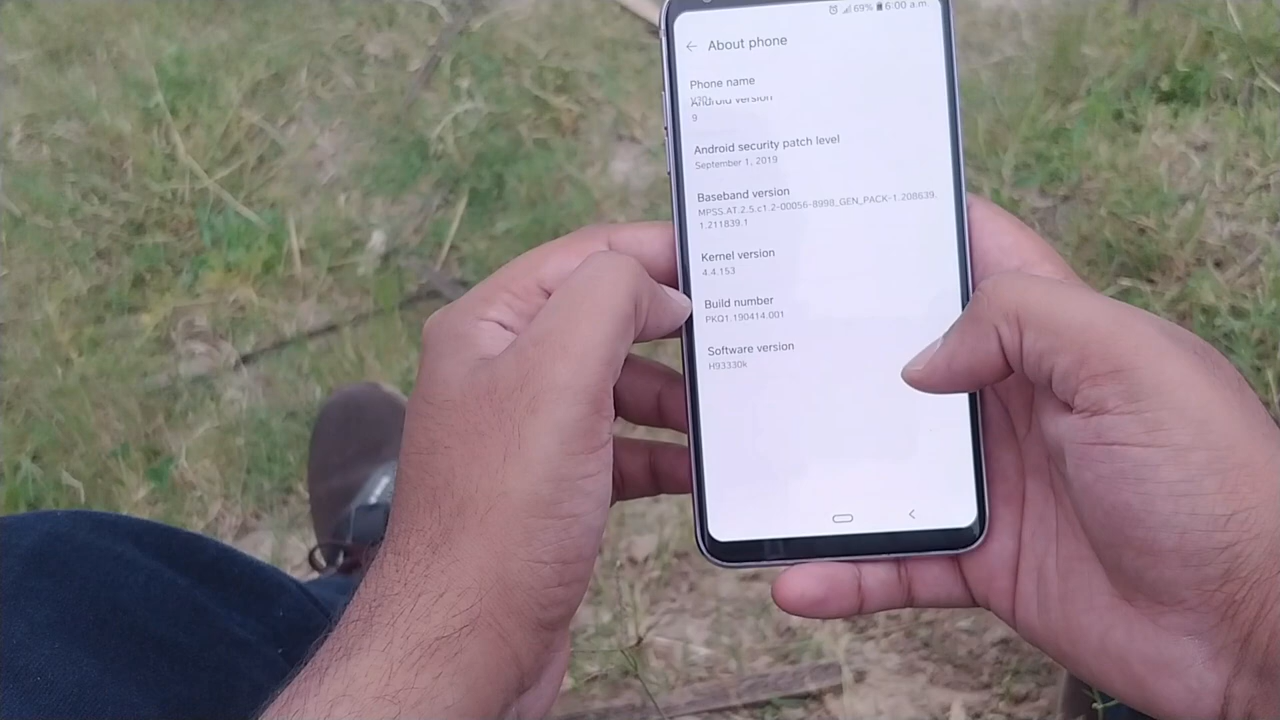 69% 6:00 a.m.
About phone
Phone name
Android version
9
Android security patch level
September 1, 2019
Baseband version
MPSS.AT.2.5.c1.2-00056-8998_GEN_PACK-1.208639.
1.211839.1
Kernel version
4.4.153
Build number
PKQ1.190414.001
Software version
H93330k